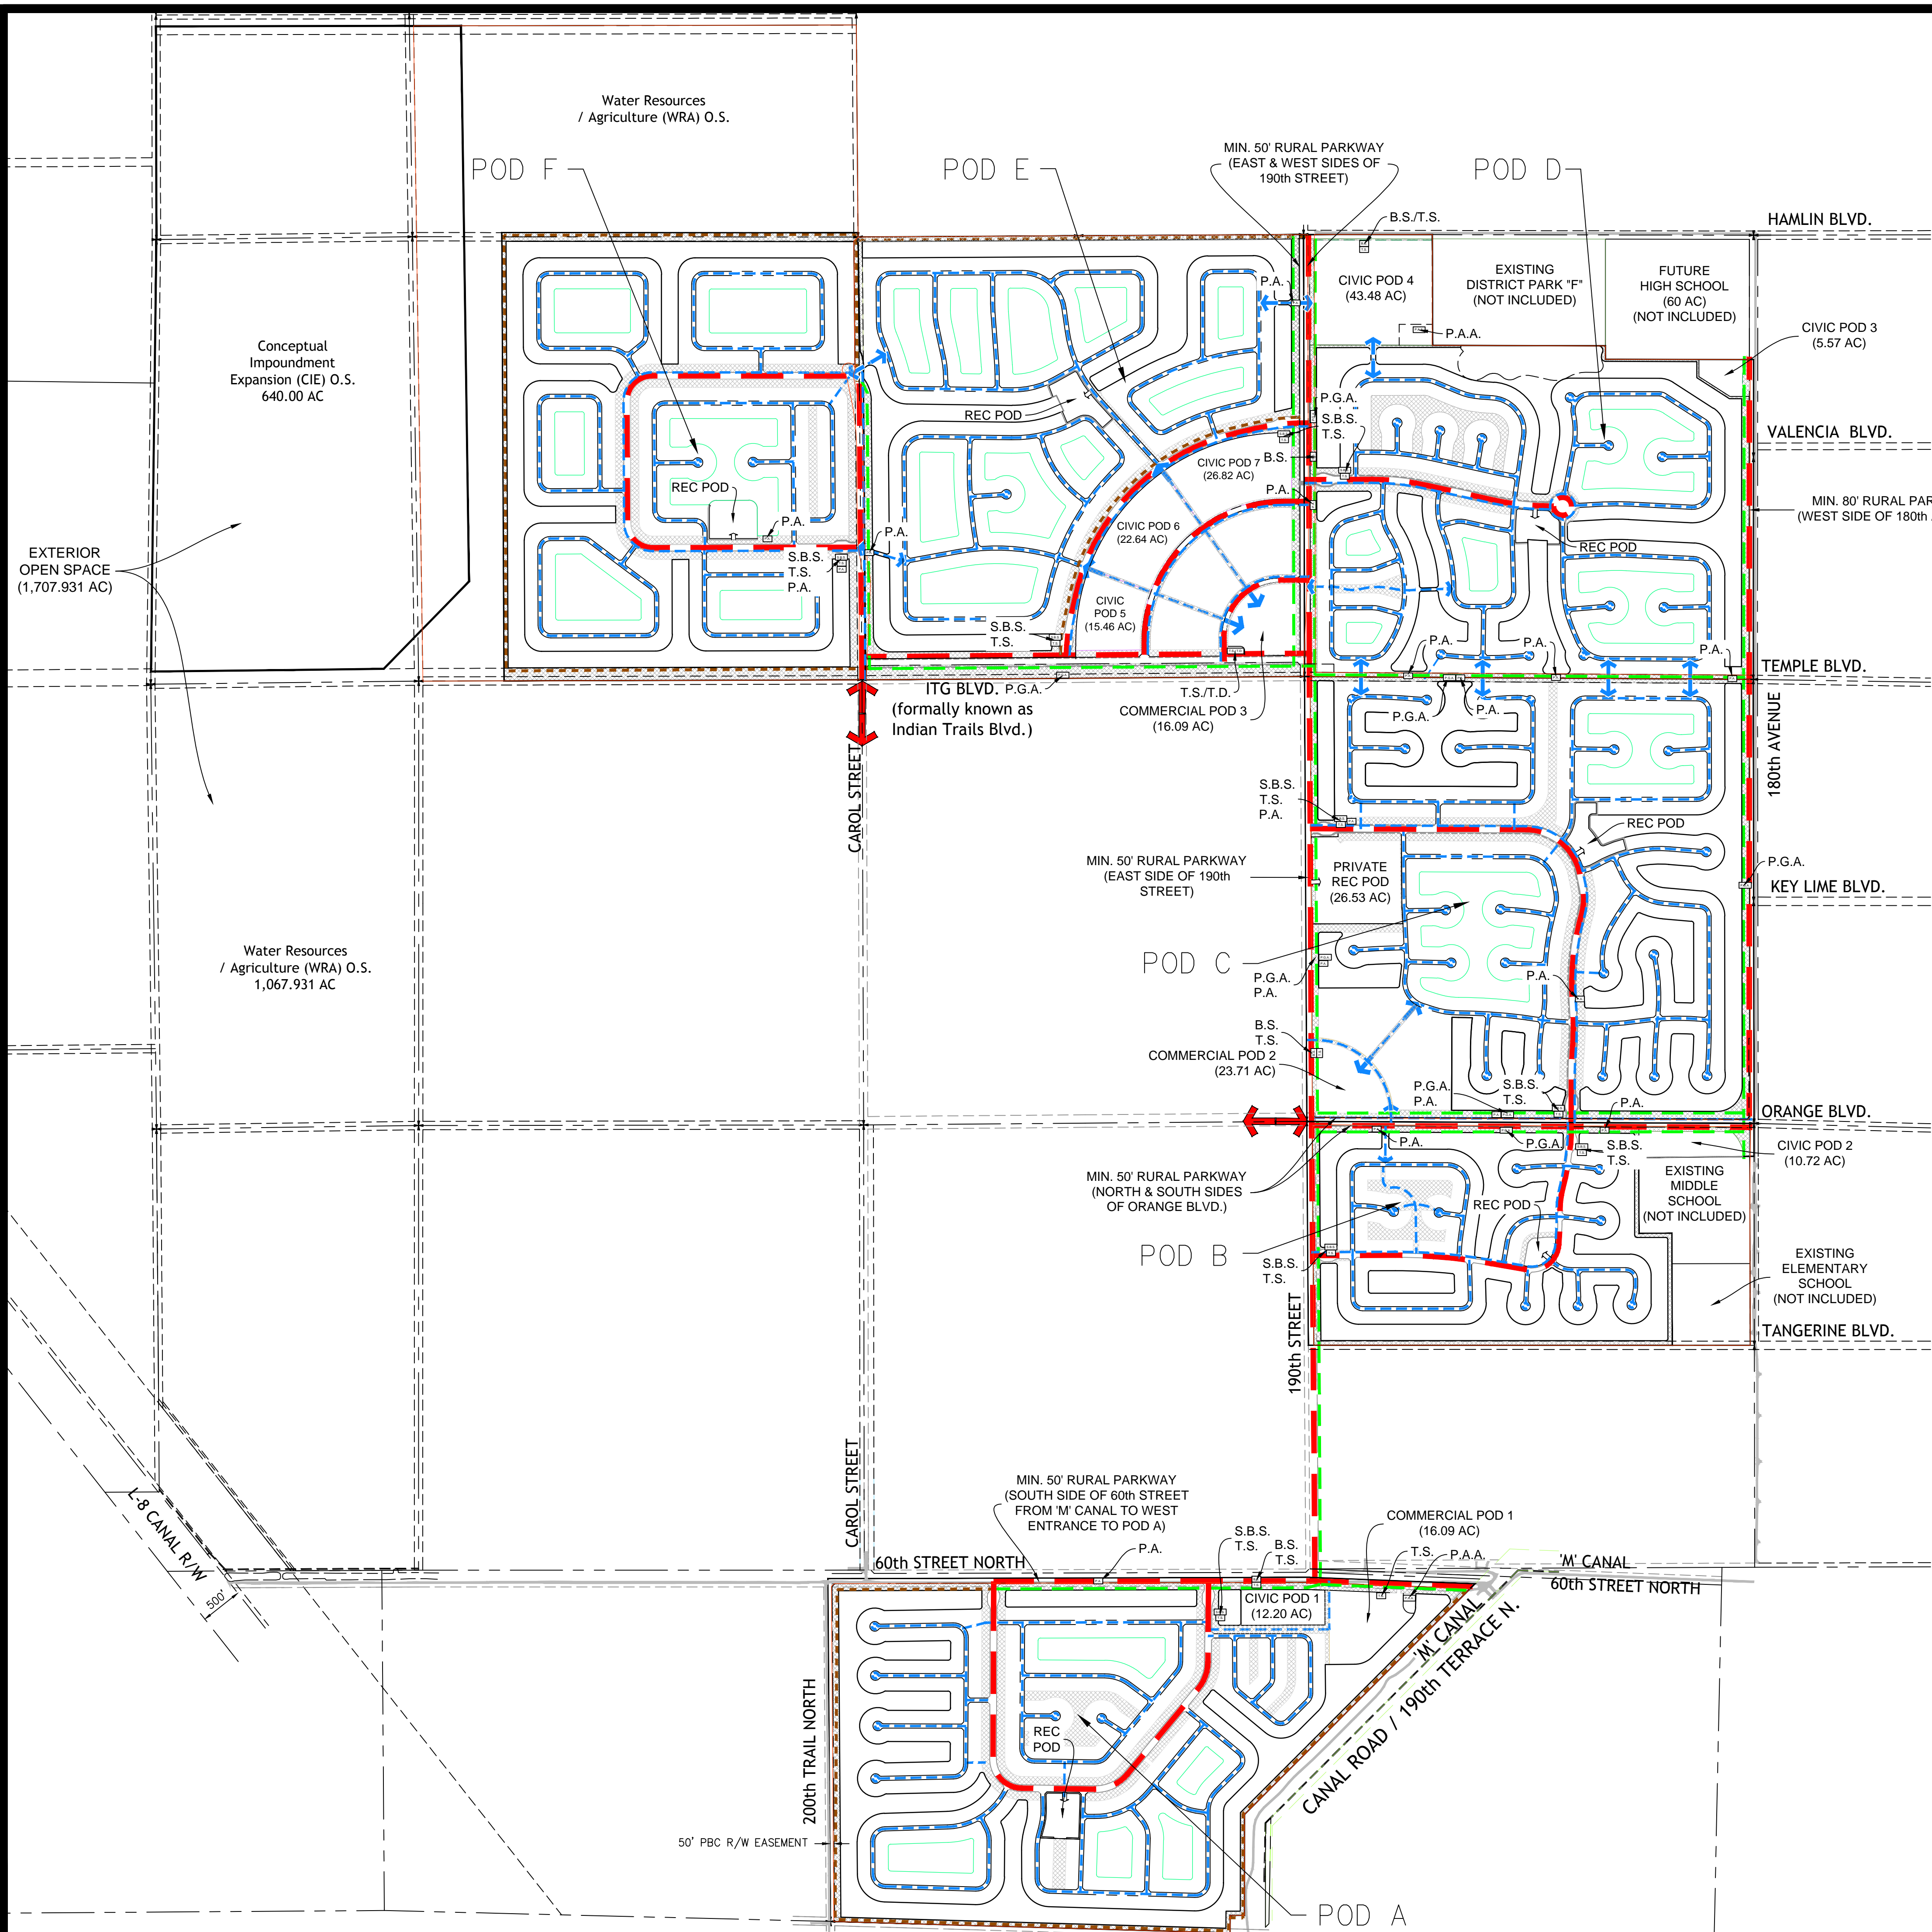 Water Resources
/ Agriculture (WRA) O.S.
POD F
POD E
MIN. 50' RURAL PARKWAY
(EAST & WEST SIDES OF
190th STREET)
POD D
B.S./T.S.
HAMLIN BLVD.
P.A.
CIVIC POD 4
(43.48 AC)
EXISTING
DISTRICT PARK "F"
(NOT INCLUDED)
FUTURE
HIGH SCHOOL
(60 AC)
(NOT INCLUDED)
P.A.A.
CIVIC POD 3
(5.57 AC)
Conceptual
Impoundment
Expansion (CIE) O.S.
640.00 AC
REC POD
P.G.A.
S.B.S.
T.S.
VALENCIA BLVD.
CIVIC POD 7
(26.82 AC)
B.S.
REC POD
P.A.
P.A.
MIN. 80' RURAL PAR
(WEST SIDE OF 180th
CIVIC POD 6
(22.64 AC)
P.A.
REC POD
EXTERIOR
OPEN SPACE
(1,707.931 AC)
S.B.S.
T.S.
P.A.
CIVIC
POD 5
(15.46 AC)
S.B.S.
T.S.
P.A.
P.A.
P.A.
TEMPLE BLVD.
ITG BLVD.
(formally known as
Indian Trails Blvd.)
P.G.A.
T.S./T.D.
COMMERCIAL POD 3
(16.09 AC)
P.G.A.
P.A.
180th AVENUE
CAROL STREET
S.B.S.
T.S.
P.A.
REC POD
MIN. 50' RURAL PARKWAY
(EAST SIDE OF 190th
STREET)
PRIVATE
REC POD
(26.53 AC)
P.G.A.
KEY LIME BLVD.
Water Resources
/ Agriculture (WRA) O.S.
1,067.931 AC
POD C
P.G.A.
P.A.
P.A.
B.S.
T.S.
COMMERCIAL POD 2
(23.71 AC)
P.G.A.
P.A.
S.B.S.
T.S.
P.A.
ORANGE BLVD.
P.A.
P.G.A.
S.B.S.
T.S.
CIVIC POD 2
(10.72 AC)
MIN. 50' RURAL PARKWAY
(NORTH & SOUTH SIDES
OF ORANGE BLVD.)
EXISTING
MIDDLE
SCHOOL
(NOT INCLUDED)
REC POD
POD B
S.B.S.
T.S.
EXISTING
ELEMENTARY
SCHOOL
(NOT INCLUDED)
190th STREET
TANGERINE BLVD.
L-8 CANAL R/W
500'
CAROL STREET
MIN. 50' RURAL PARKWAY
(SOUTH SIDE OF 60th STREET
FROM 'M' CANAL TO WEST
ENTRANCE TO POD A)
S.B.S.
T.S.
B.S.
T.S.
COMMERCIAL POD 1
(16.09 AC)
P.A.
T.S.
P.A.A.
60th STREET NORTH
'M' CANAL
60th STREET NORTH
CIVIC POD 1
(12.20 AC)
'M' CANAL
CANAL ROAD / 190th TERRACE N.
200th TRAIL NORTH
REC
POD
50' PBC R/W EASEMENT
POD A